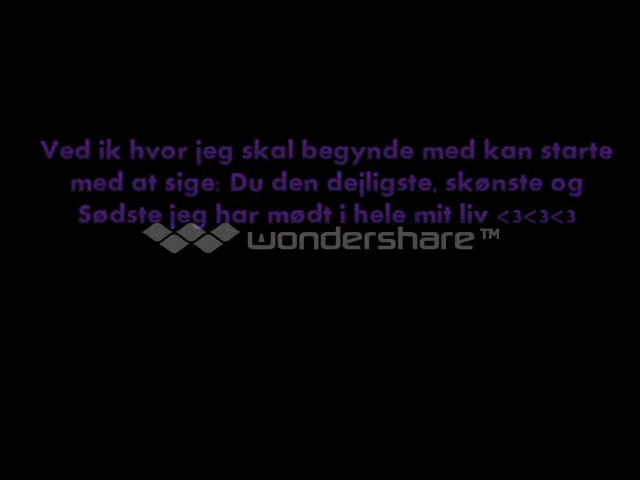 Ved ik hvor jeg skal begynde med kan starte
med at sige: Du den dejligste, skønste og
Sødste jeg har mødt i hele mit liv <3<3<3
wondershare™